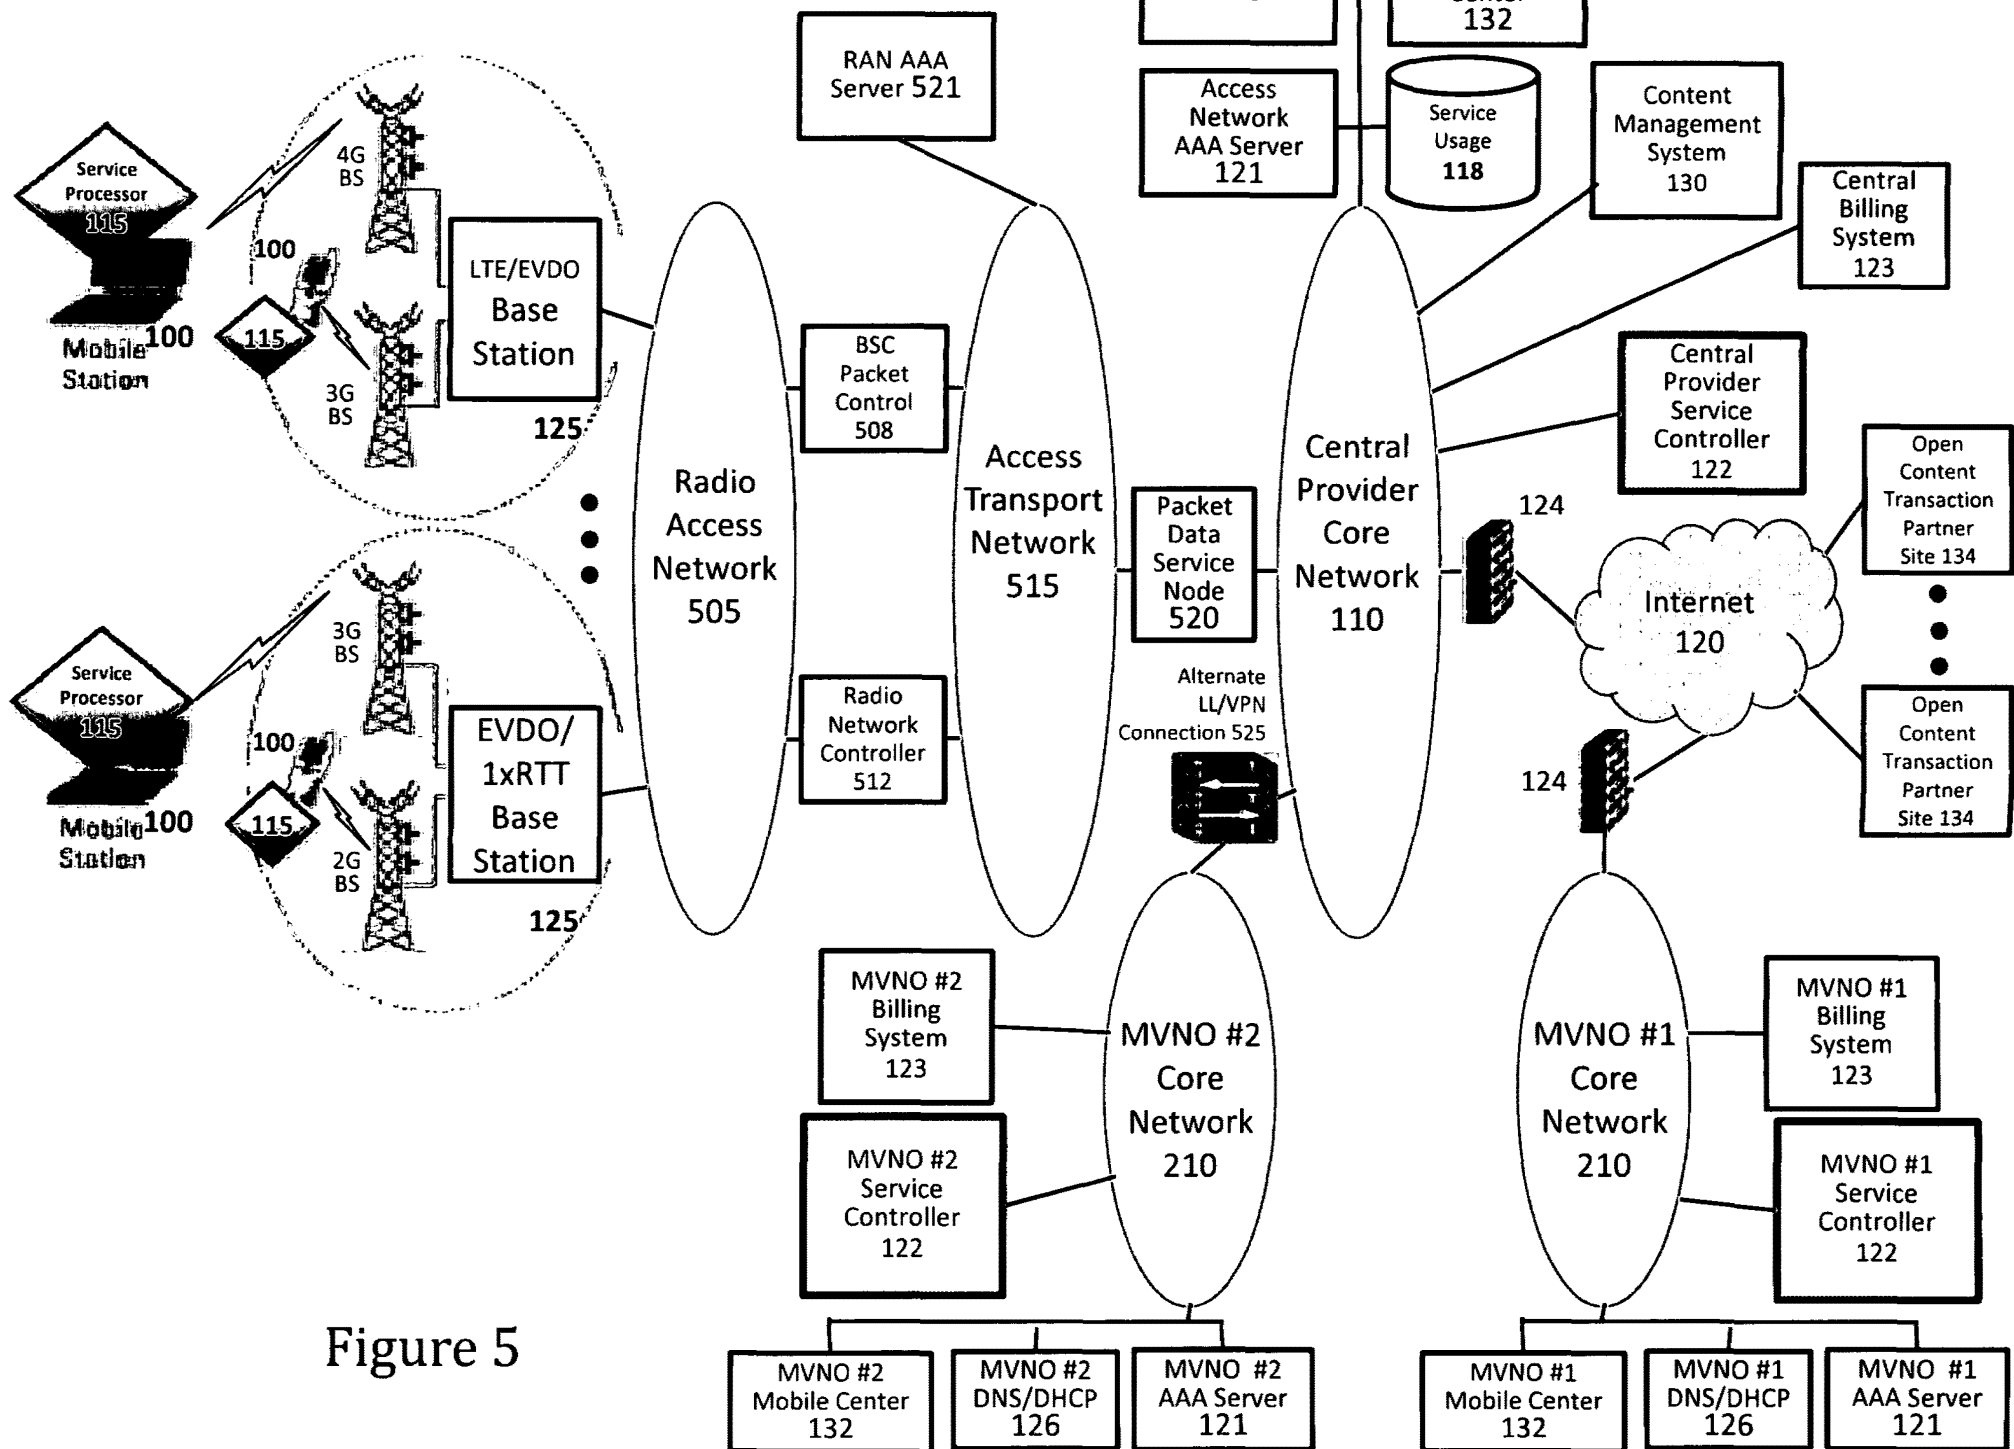 132
RAN AAA
Server 521
Access
Network
AAA Server
121
Service
Usage
118
Content
Management
System
130
Central
Billing
System
123
Service
Processor
115
4G
BS
100
115
100
Mobile
Station
3G
BS
LTE/EVDO
Base
Station
125
Radio
Access
Network
505
BSC
Packet
Control
508
Access
Transport
Network
515
Packet
Data
Service
Node
520
Central
Provider
Core
Network
110
Central
Provider
Service
Controller
122
124
Internet
120
Open
Content
Transaction
Partner
Site 134
Open
Content
Transaction
Partner
Site 134
124
Service
Processor
115
3G
BS
100
115
100
Mobile
Station
2G
BS
EVDO/
1xRTT
Base
Station
125
Radio
Network
Controller
512
Alternate
LL/VPN
Connection 525
MVNO #2
Billing
System
123
MVNO #2
Core
Network
210
MVNO #2
Service
Controller
122
MVNO #1
Core
Network
210
MVNO #1
Billing
System
123
MVNO #1
Service
Controller
122
Figure 5
MVNO #2
Mobile Center
132
MVNO #2
DNS/DHCP
126
MVNO #2
AAA Server
121
MVNO #1
Mobile Center
132
MVNO #1
DNS/DHCP
126
MVNO #1
AAA Server
121